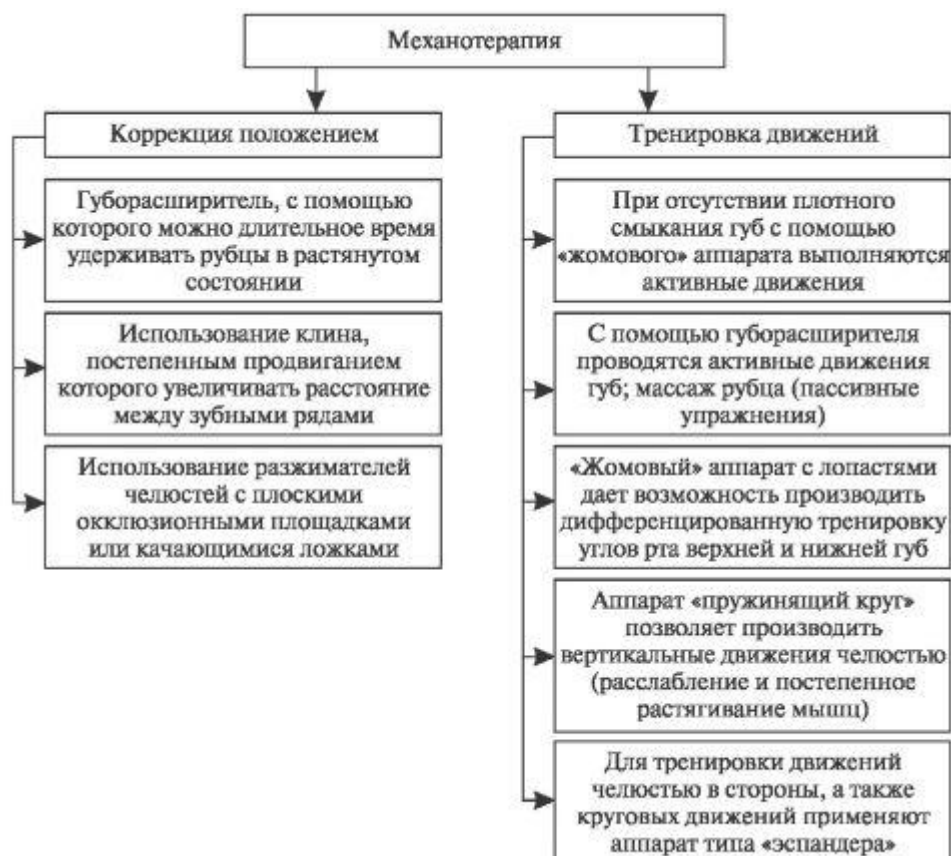 Механотерапия
Коррекция положением
Губорасширитель, с помощью
которого можно длительное время
удерживать рубцы в растянутом
состоянии
Использование клина,
постепенным продвиганием
которого увеличивать расстояние
между зубными рядами
Использование разжимателей
челюстей с плоскими
окклюзионными площадками
или качающимися ложками
Тренировка движений
При отсутствии плотного
смыкания губ с помощью
«жомового» аппарата выполняются
активные движения
С помощью губорасширителя
проводятся активные движения
губ; массаж рубца (пассивные
упражнения)
«Жомовый» аппарат с лопастями
дает возможность производить
дифференцированную тренировку
углов рта верхней и нижней губ
Аппарат «пружинящий круг»
позволяет производить
вертикальные движения челюстью
(расслабление и постепенное
растягивание мышц)
Для тренировки движений
челюстью в стороны, а также
круговых движений применяют
аппарат типа «эспандера»